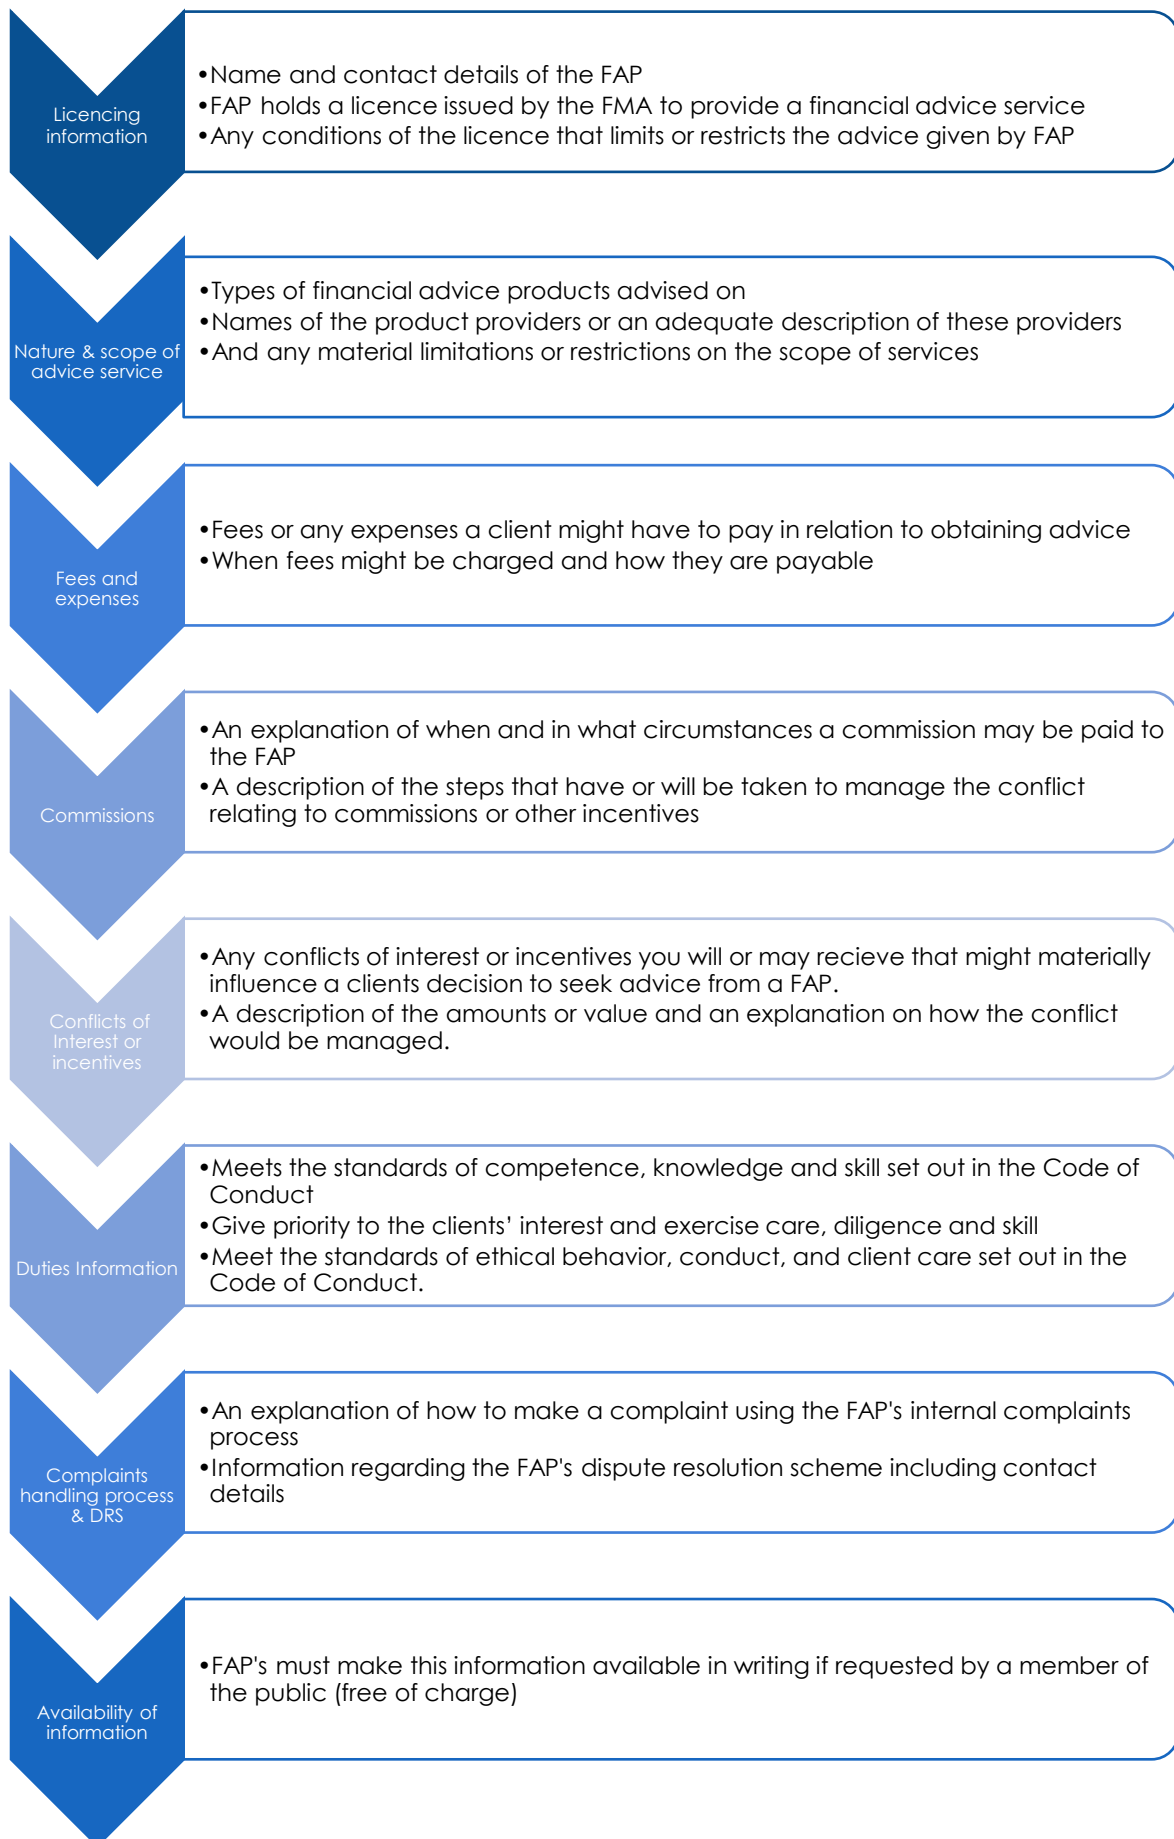 Licencing
information
•Name and contact details of the FAP
•FAP holds a licence issued by the FMA to provide a financial advice service
•Any conditions of the licence that limits or restricts the advice given by FAP
Nature & scope of
advice service
•Types of financial advice products advised on
•Names of the product providers or an adequate description of these providers
•And any material limitations or restrictions on the scope of services
Fees and
expenses
•Fees or any expenses a client might have to pay in relation to obtaining advice
•When fees might be charged and how they are payable
Commissions
•An explanation of when and in what circumstances a commission may be paid to
the FAP
•A description of the steps that have or will be taken to manage the conflict
relating to commissions or other incentives
Conflicts of
Interest or
incentives
•Any conflicts of interest or incentives you will or may recieve that might materially
influence a clients decision to seek advice from a FAP.
•A description of the amounts or value and an explanation on how the conflict
would be managed.
Duties Information
•Meets the standards of competence, knowledge and skill set out in the Code of
Conduct
•Give priority to the clients’ interest and exercise care, diligence and skill
•Meet the standards of ethical behavior, conduct, and client care set out in the
Code of Conduct.
Complaints
handling process
& DRS
•An explanation of how to make a complaint using the FAP's internal complaints
process
•Information regarding the FAP's dispute resolution scheme including contact
details
Availability of
information
•FAP's must make this information available in writing if requested by a member of
the public (free of charge)